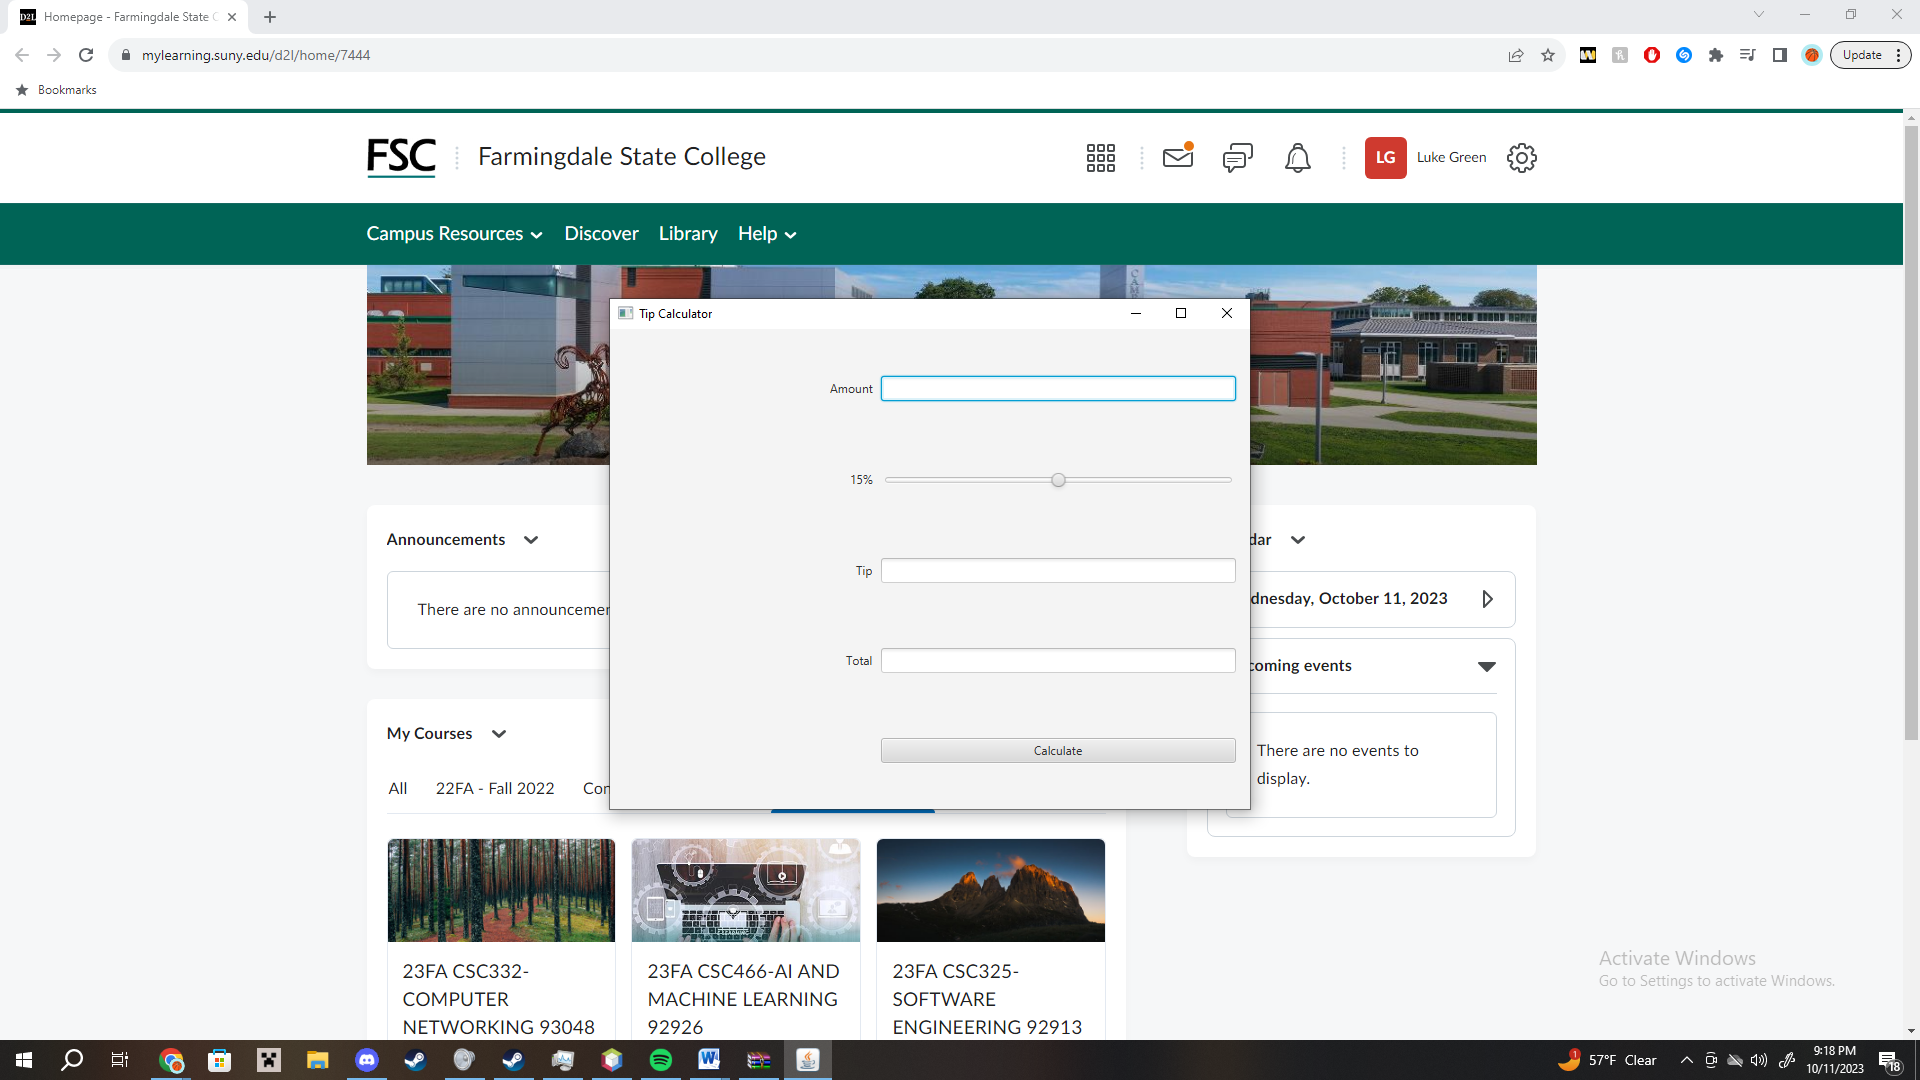 D2L Homepage - Farmingdale State C
mylearning.suny.edu/d2l/home/7444
Update
Bookmarks
FSC
Farmingdale State College
LG
Luke Green
Campus Resources
Discover
Library
Help
Tip Calculator
Amount
15%
Tip
Total
Calculate
Announcements
There are no announcemen
dar
dnesday, October 11, 2023
coming events
There are no events to
display.
My Courses
All
22FA - Fall 2022
Con
23FA CSC332-
COMPUTER
NETWORKING 93048
23FA CSC466-AI AND
MACHINE LEARNING
92926
23FA CSC325-
SOFTWARE
ENGINEERING 92913
Activate Windows
Go to Settings to activate Windows.
1
57°F Clear
9:18 PM
10/11/2023
18